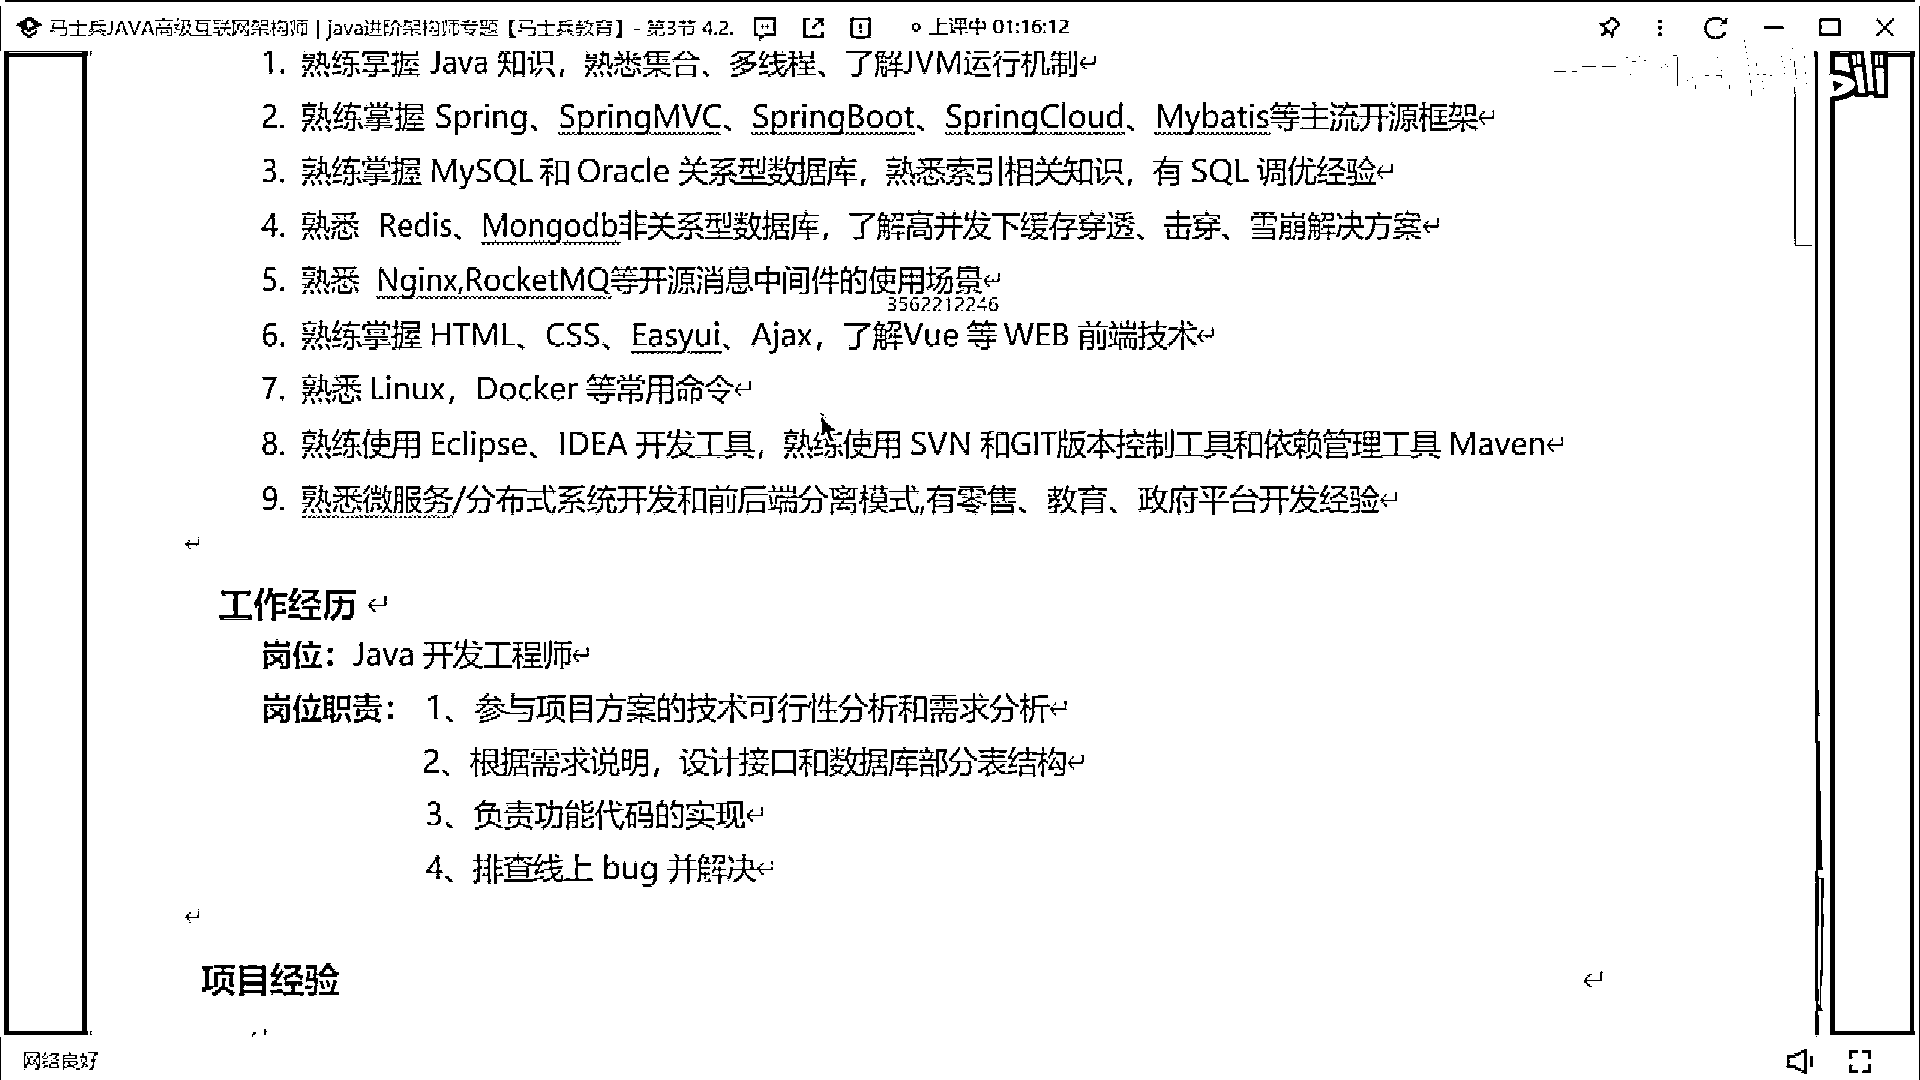 马士兵JAVA高级互联网架构师 | java进阶架构师专题【马士兵教育】- 第3节 4.2. 上课中 01:16:12
1. 熟练掌握 Java 知识，熟悉集合、多线程、了解JVM运行机制↵
2. 熟练掌握 Spring、SpringMVC、SpringBoot、SpringCloud、Mybatis等主流开源框架↵
3. 熟练掌握 MySQL 和 Oracle 关系型数据库，熟悉索引相关知识，有 SQL 调优经验↵
4. 熟悉 Redis、Mongodb非关系型数据库，了解高并发下缓存穿透、击穿、雪崩解决方案↵
5. 熟悉 Nginx,RocketMQ等开源消息中间件的使用场景↵
3562212246
6. 熟练掌握 HTML、CSS、Easyui、Ajax，了解Vue 等 WEB 前端技术↵
7. 熟悉 Linux，Docker 等常用命令↵
8. 熟练使用 Eclipse、IDEA 开发工具，熟练使用 SVN 和GIT版本控制工具和依赖管理工具 Maven↵
9. 熟悉微服务/分布式系统开发和前后端分离模式,有零售、教育、政府平台开发经验↵
↵
工作经历 ↵
岗位：Java 开发工程师↵
岗位职责： 1、参与项目方案的技术可行性分析和需求分析↵
2、根据需求说明，设计接口和数据库部分表结构↵
3、负责功能代码的实现↵
4、排查线上 bug 并解决↵
↵
项目经验 ↵
网络良好